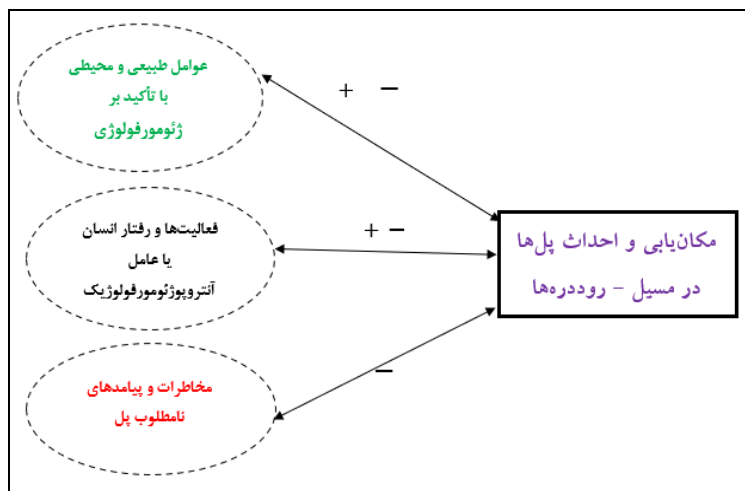 عوامل طبیعی و محیطی
با تأکید بر
ژئومورفولوژی
+ −
فعالیت‌ها و رفتار انسان
یا عامل
آنتروپوژئومورفولوژیک
+ −
مکان‌یابی و احداث پل‌ها
در مسیل – روددره‌ها
مخاطرات و پیامدهای
نامطلوب پل
−